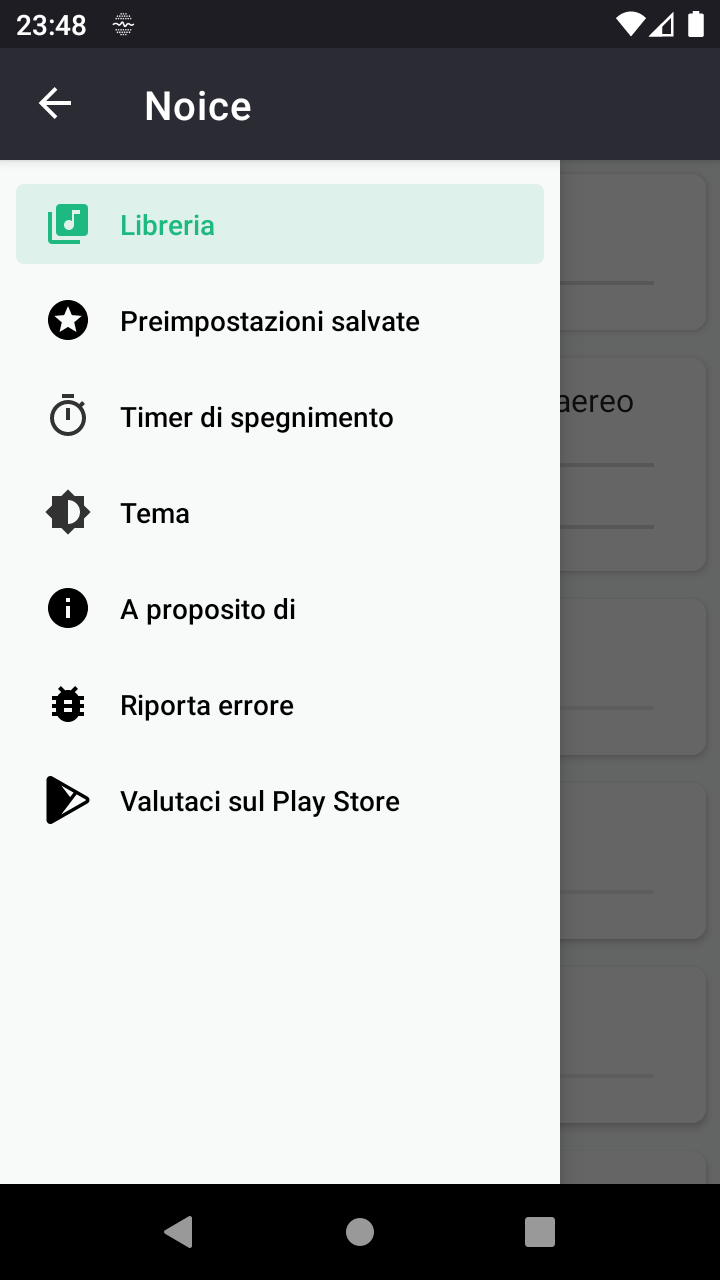 23:48
Noice
Libreria
Preimpostazioni salvate
aereo
Timer di spegnimento
Tema
A proposito di
Riporta errore
Valutaci sul Play Store